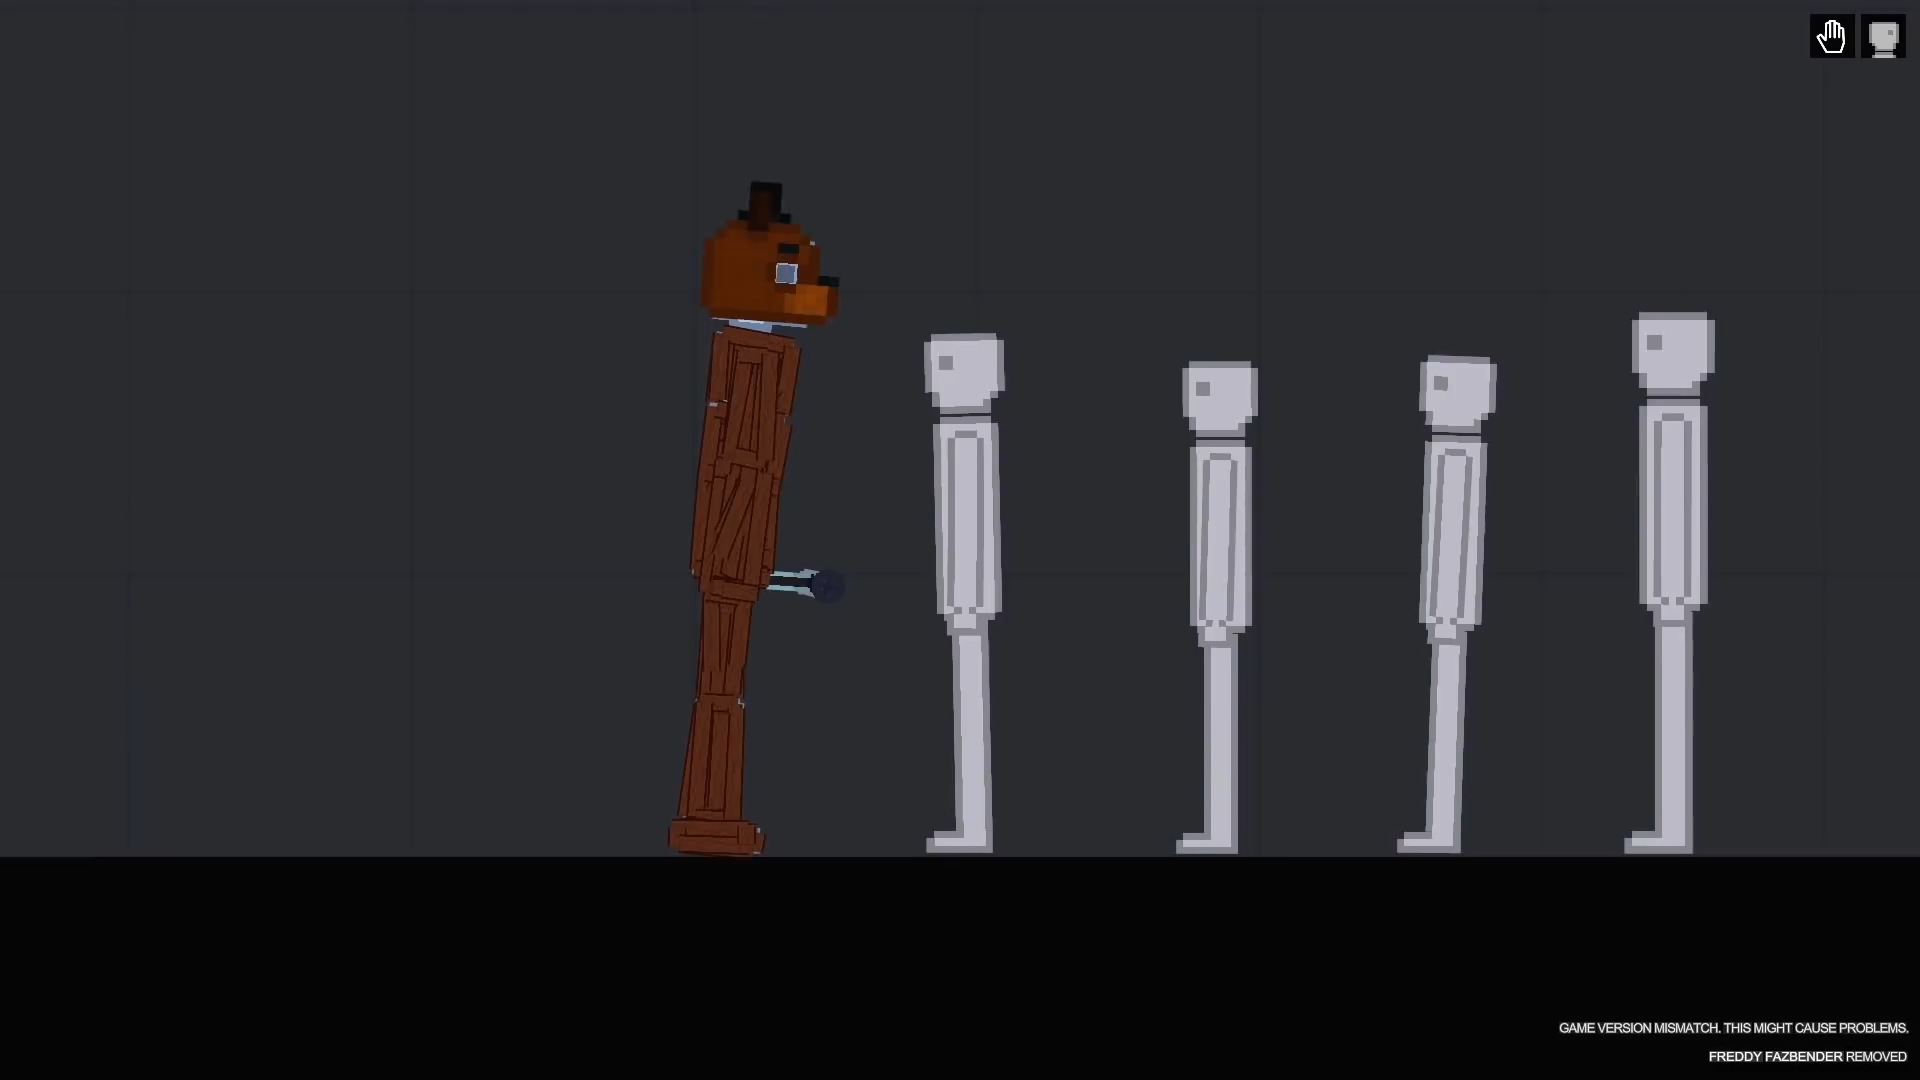 GAME VERSION MISMATCH. THIS MIGHT CAUSE PROBLEMS.
FREDDY FAZBENDER REMOVED